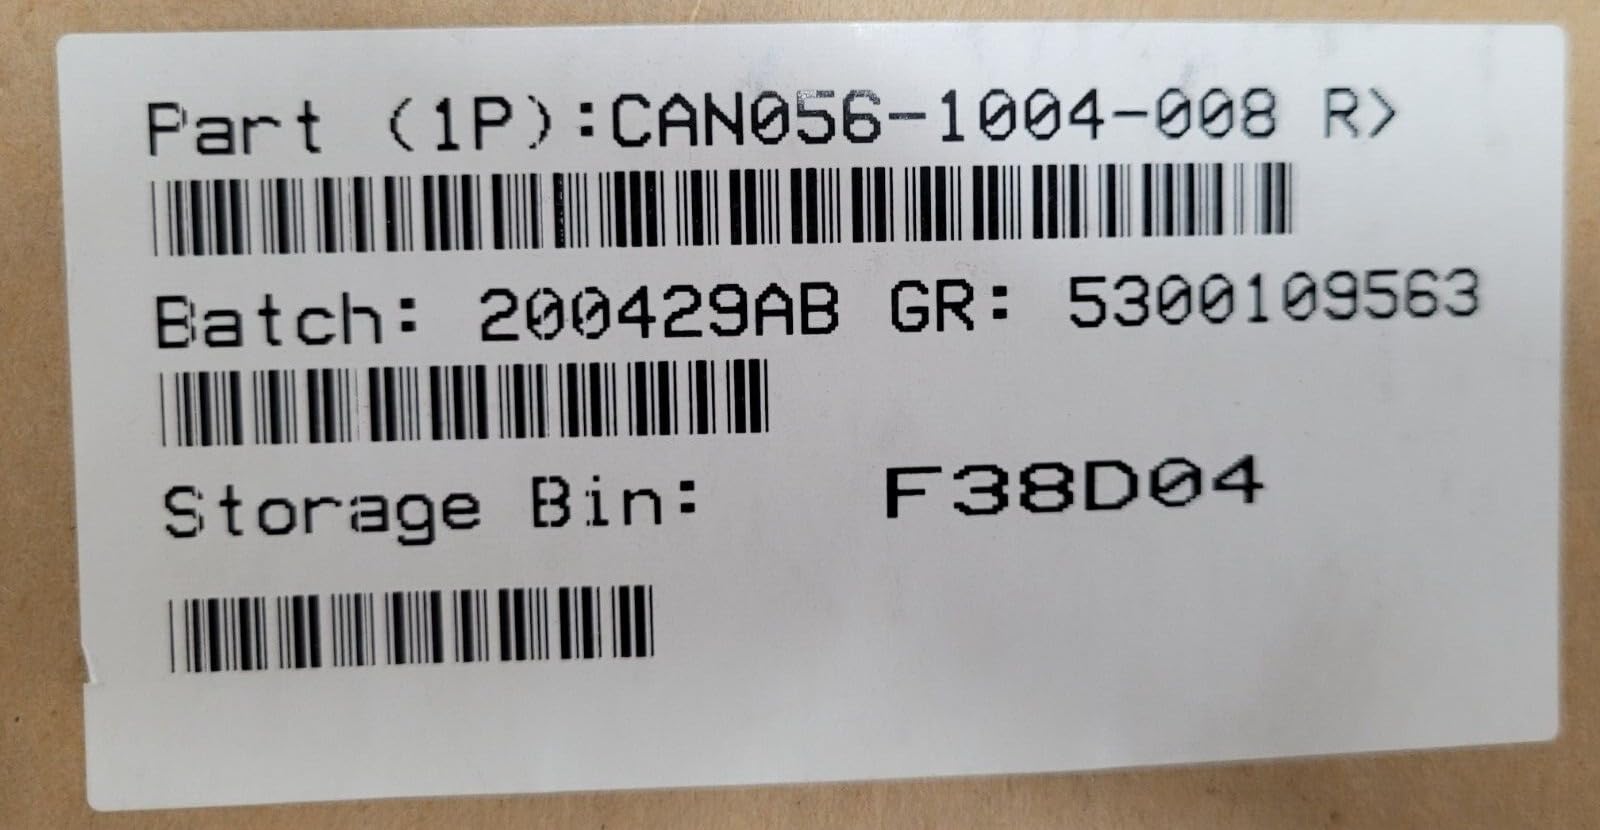 Part (1P):CAN056-1004-008 R>
Batch: 200429AB GR: 5300109563
Storage Bin: F38D04